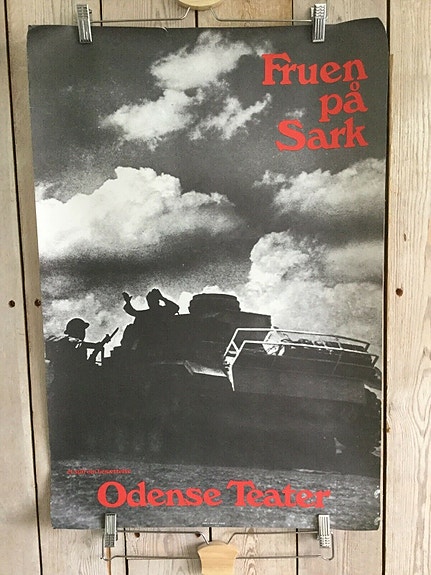 Fruen
på
Sark
Odense Teater